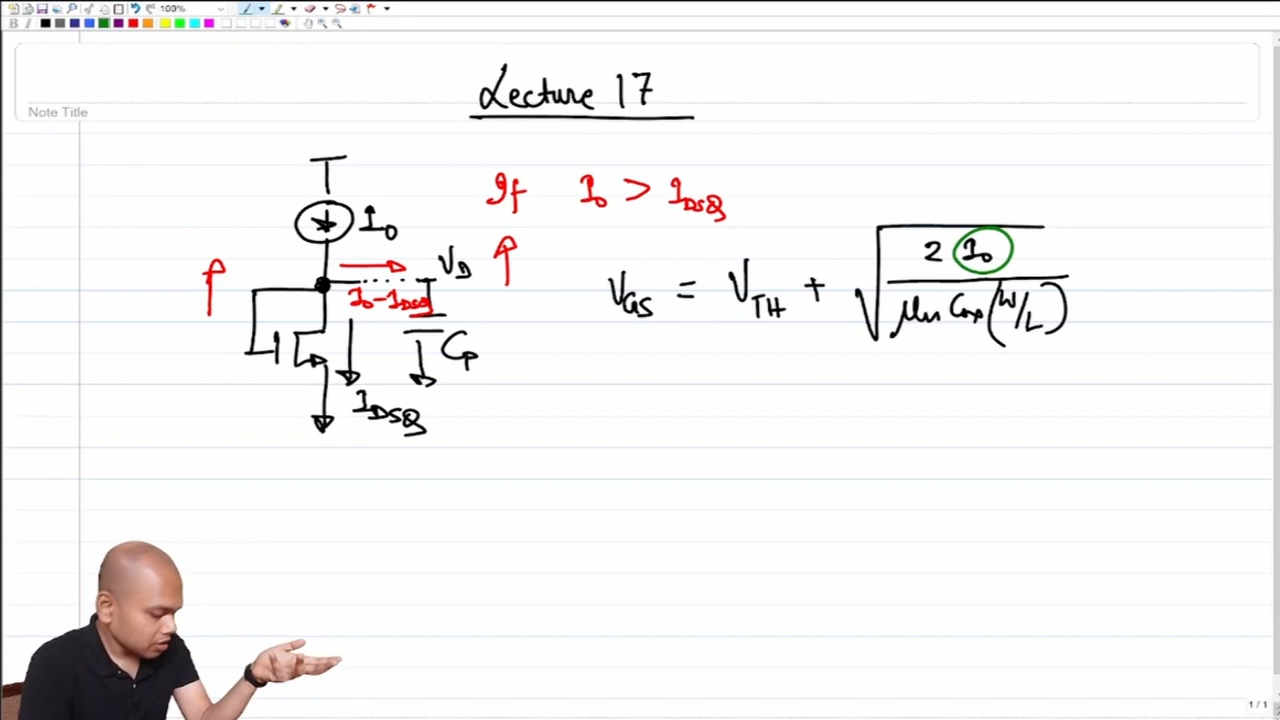 100%
Lecture 17
Note Title
If I₀ > I_DSQ
I₀
V_D
I₀-I_DSQ
C_P
I_DSQ
V_GS = V_TH + √(2 I₀ / μₙ Cₒₓ (W/L))
1 / 1